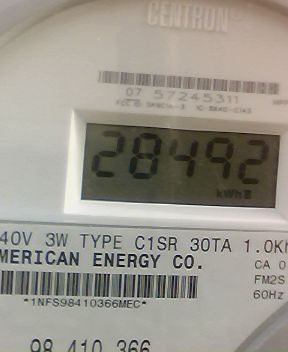 CENTRON®
07 57245311
28492
kWh
40V 3W TYPE C1SR 30TA 1.0Kh
MERICAN ENERGY CO.
CA 0
FM2S
60Hz
*1NFS98410366MEC*
98 410 366